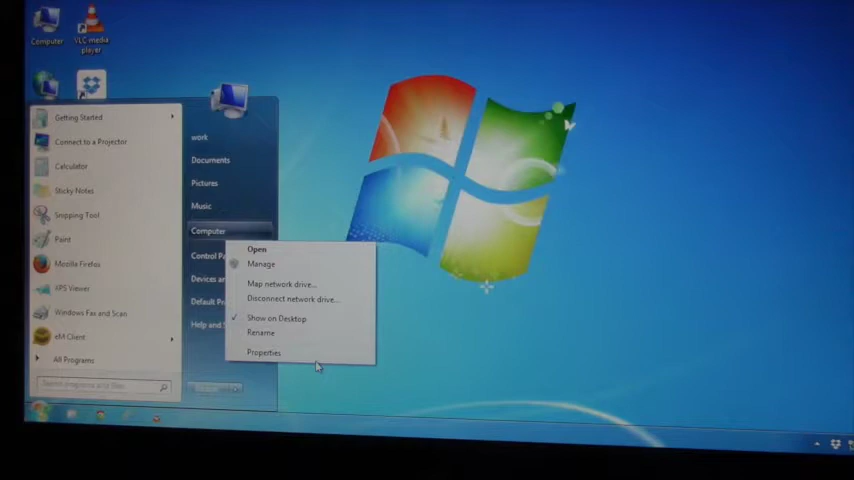 Computer
VLC media
player
Getting Started
Connect to a Projector
Calculator
Sticky Notes
Snipping Tool
Paint
Mozilla Firefox
XPS Viewer
Windows Fax and Scan
eM Client
All Programs
Search programs and files
work
Documents
Pictures
Music
Computer
Control Pa
Devices an
Default Pr
Help and S
Open
Manage
Map network drive...
Disconnect network drive...
Show on Desktop
Rename
Properties